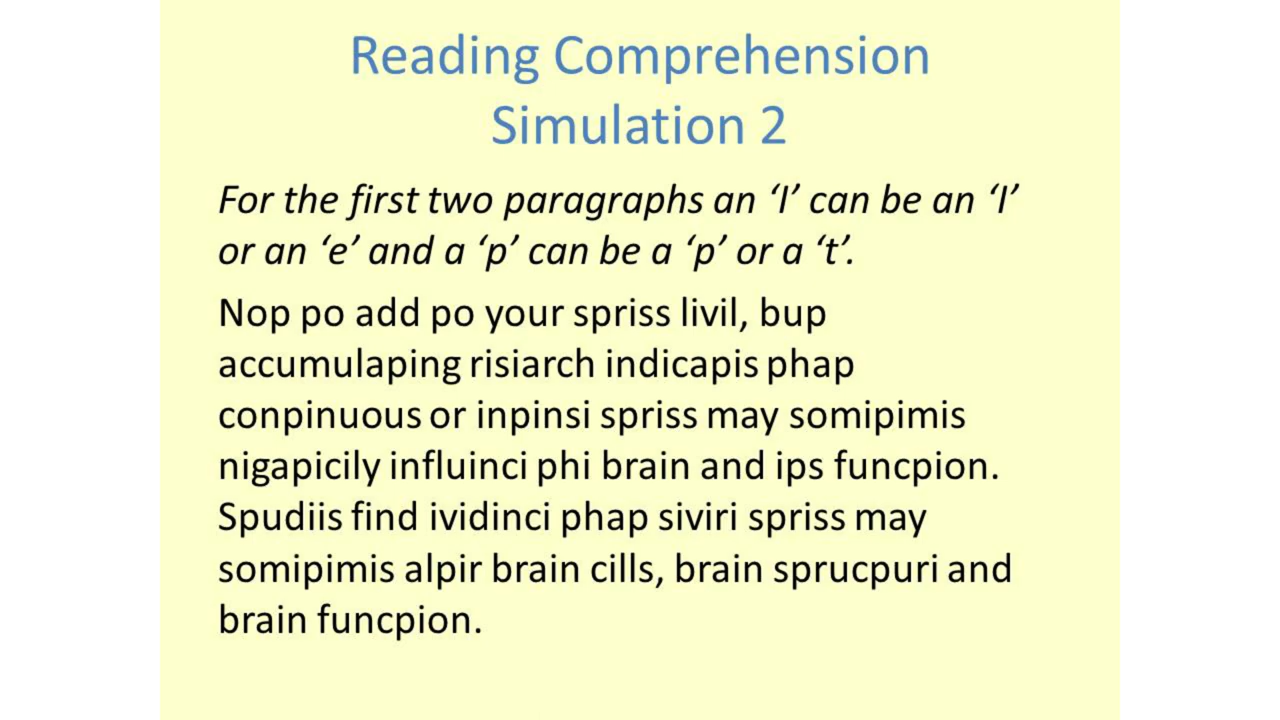 Reading Comprehension
Simulation 2
For the first two paragraphs an ‘I’ can be an ‘I’
or an ‘e’ and a ‘p’ can be a ‘p’ or a ‘t’.
Nop po add po your spriss livil, bup
accumulaping risiarch indicapis phap
conpinuous or inpinsi spriss may somipimis
nigapicily influinci phi brain and ips funcpion.
Spudiis find ividinci phap siviri spriss may
somipimis alpir brain cills, brain sprucpuri and
brain funcpion.